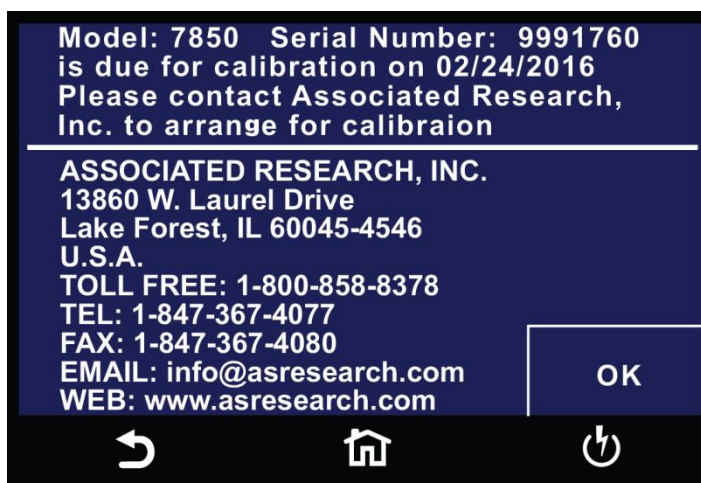 Model: 7850 Serial Number: 9991760
is due for calibration on 02/24/2016
Please contact Associated Research,
Inc. to arrange for calibraion
ASSOCIATED RESEARCH, INC.
13860 W. Laurel Drive
Lake Forest, IL 60045-4546
U.S.A.
TOLL FREE: 1-800-858-8378
TEL: 1-847-367-4077
FAX: 1-847-367-4080
EMAIL: info@asresearch.com
OK
WEB: www.asresearch.com